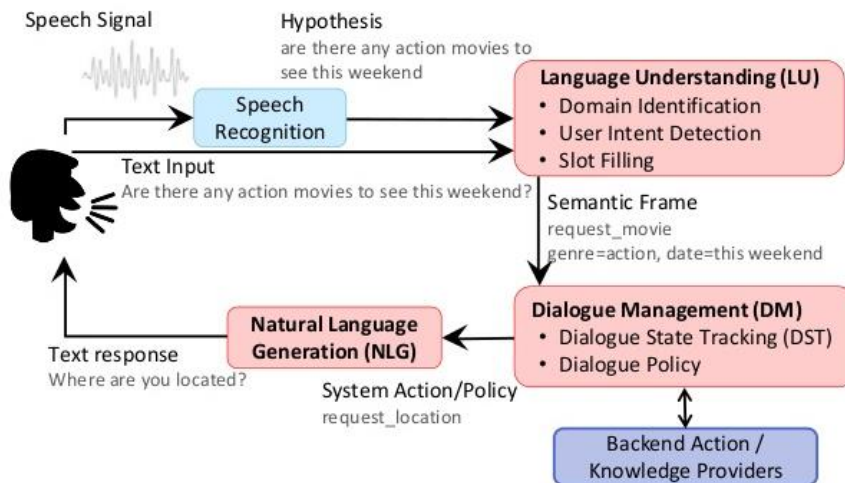 Speech Signal
Hypothesis
are there any action movies to
see this weekend
Speech
Recognition
Language Understanding (LU)
• Domain Identification
• User Intent Detection
• Slot Filling
Text Input
Are there any action movies to see this weekend?
Semantic Frame
request_movie
genre=action, date=this weekend
Dialogue Management (DM)
• Dialogue State Tracking (DST)
• Dialogue Policy
Natural Language
Generation (NLG)
Text response
Where are you located?
System Action/Policy
request_location
Backend Action /
Knowledge Providers